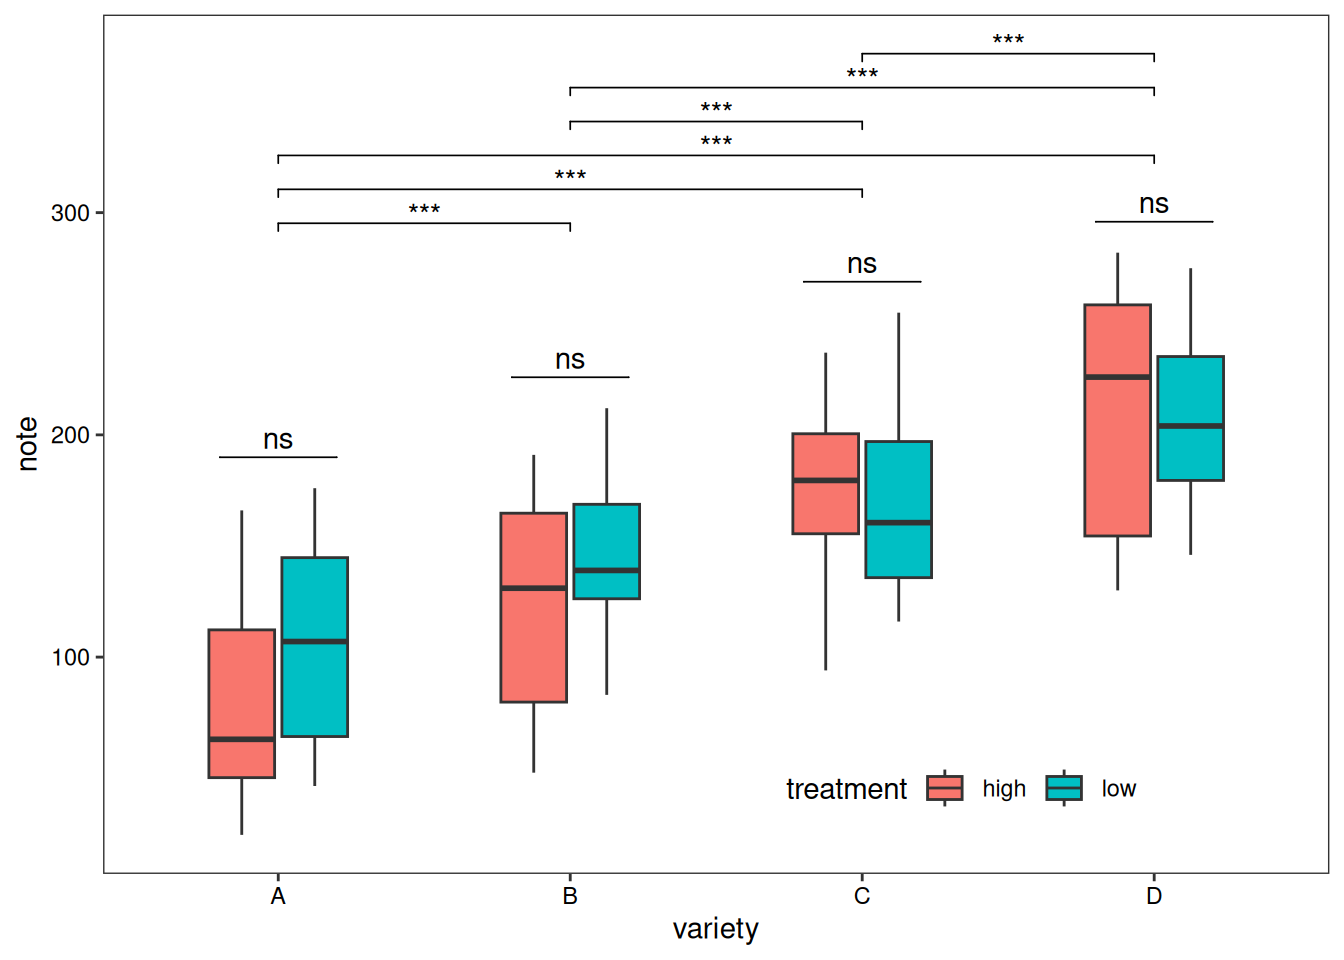 ***
***
***
***
***
***
300
ns
ns
ns
200
ns
100
note
treatment high low
A B C D
variety